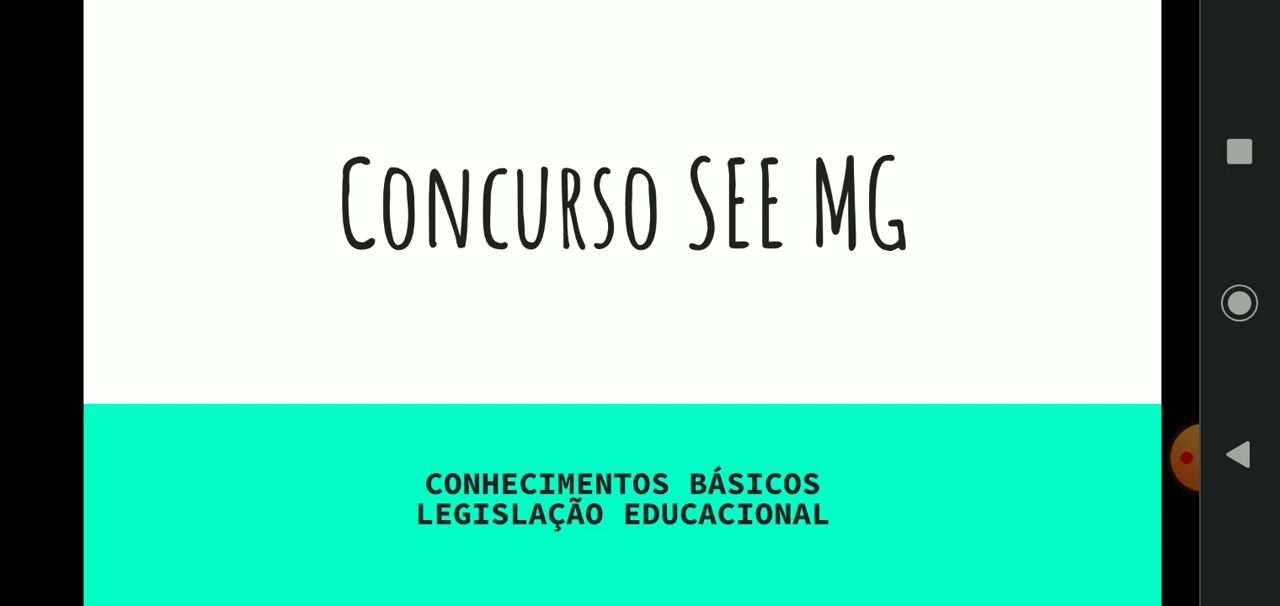 Concurso SEE MG
CONHECIMENTOS BÁSICOS
LEGISLAÇÃO EDUCACIONAL